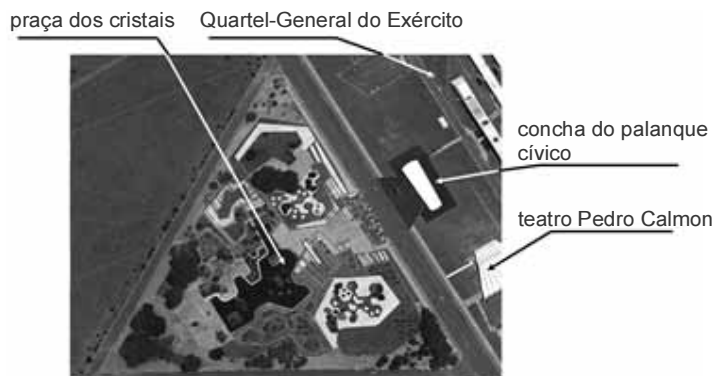 praça dos cristais
Quartel-General do Exército
concha do palanque
cívico
teatro Pedro Calmon